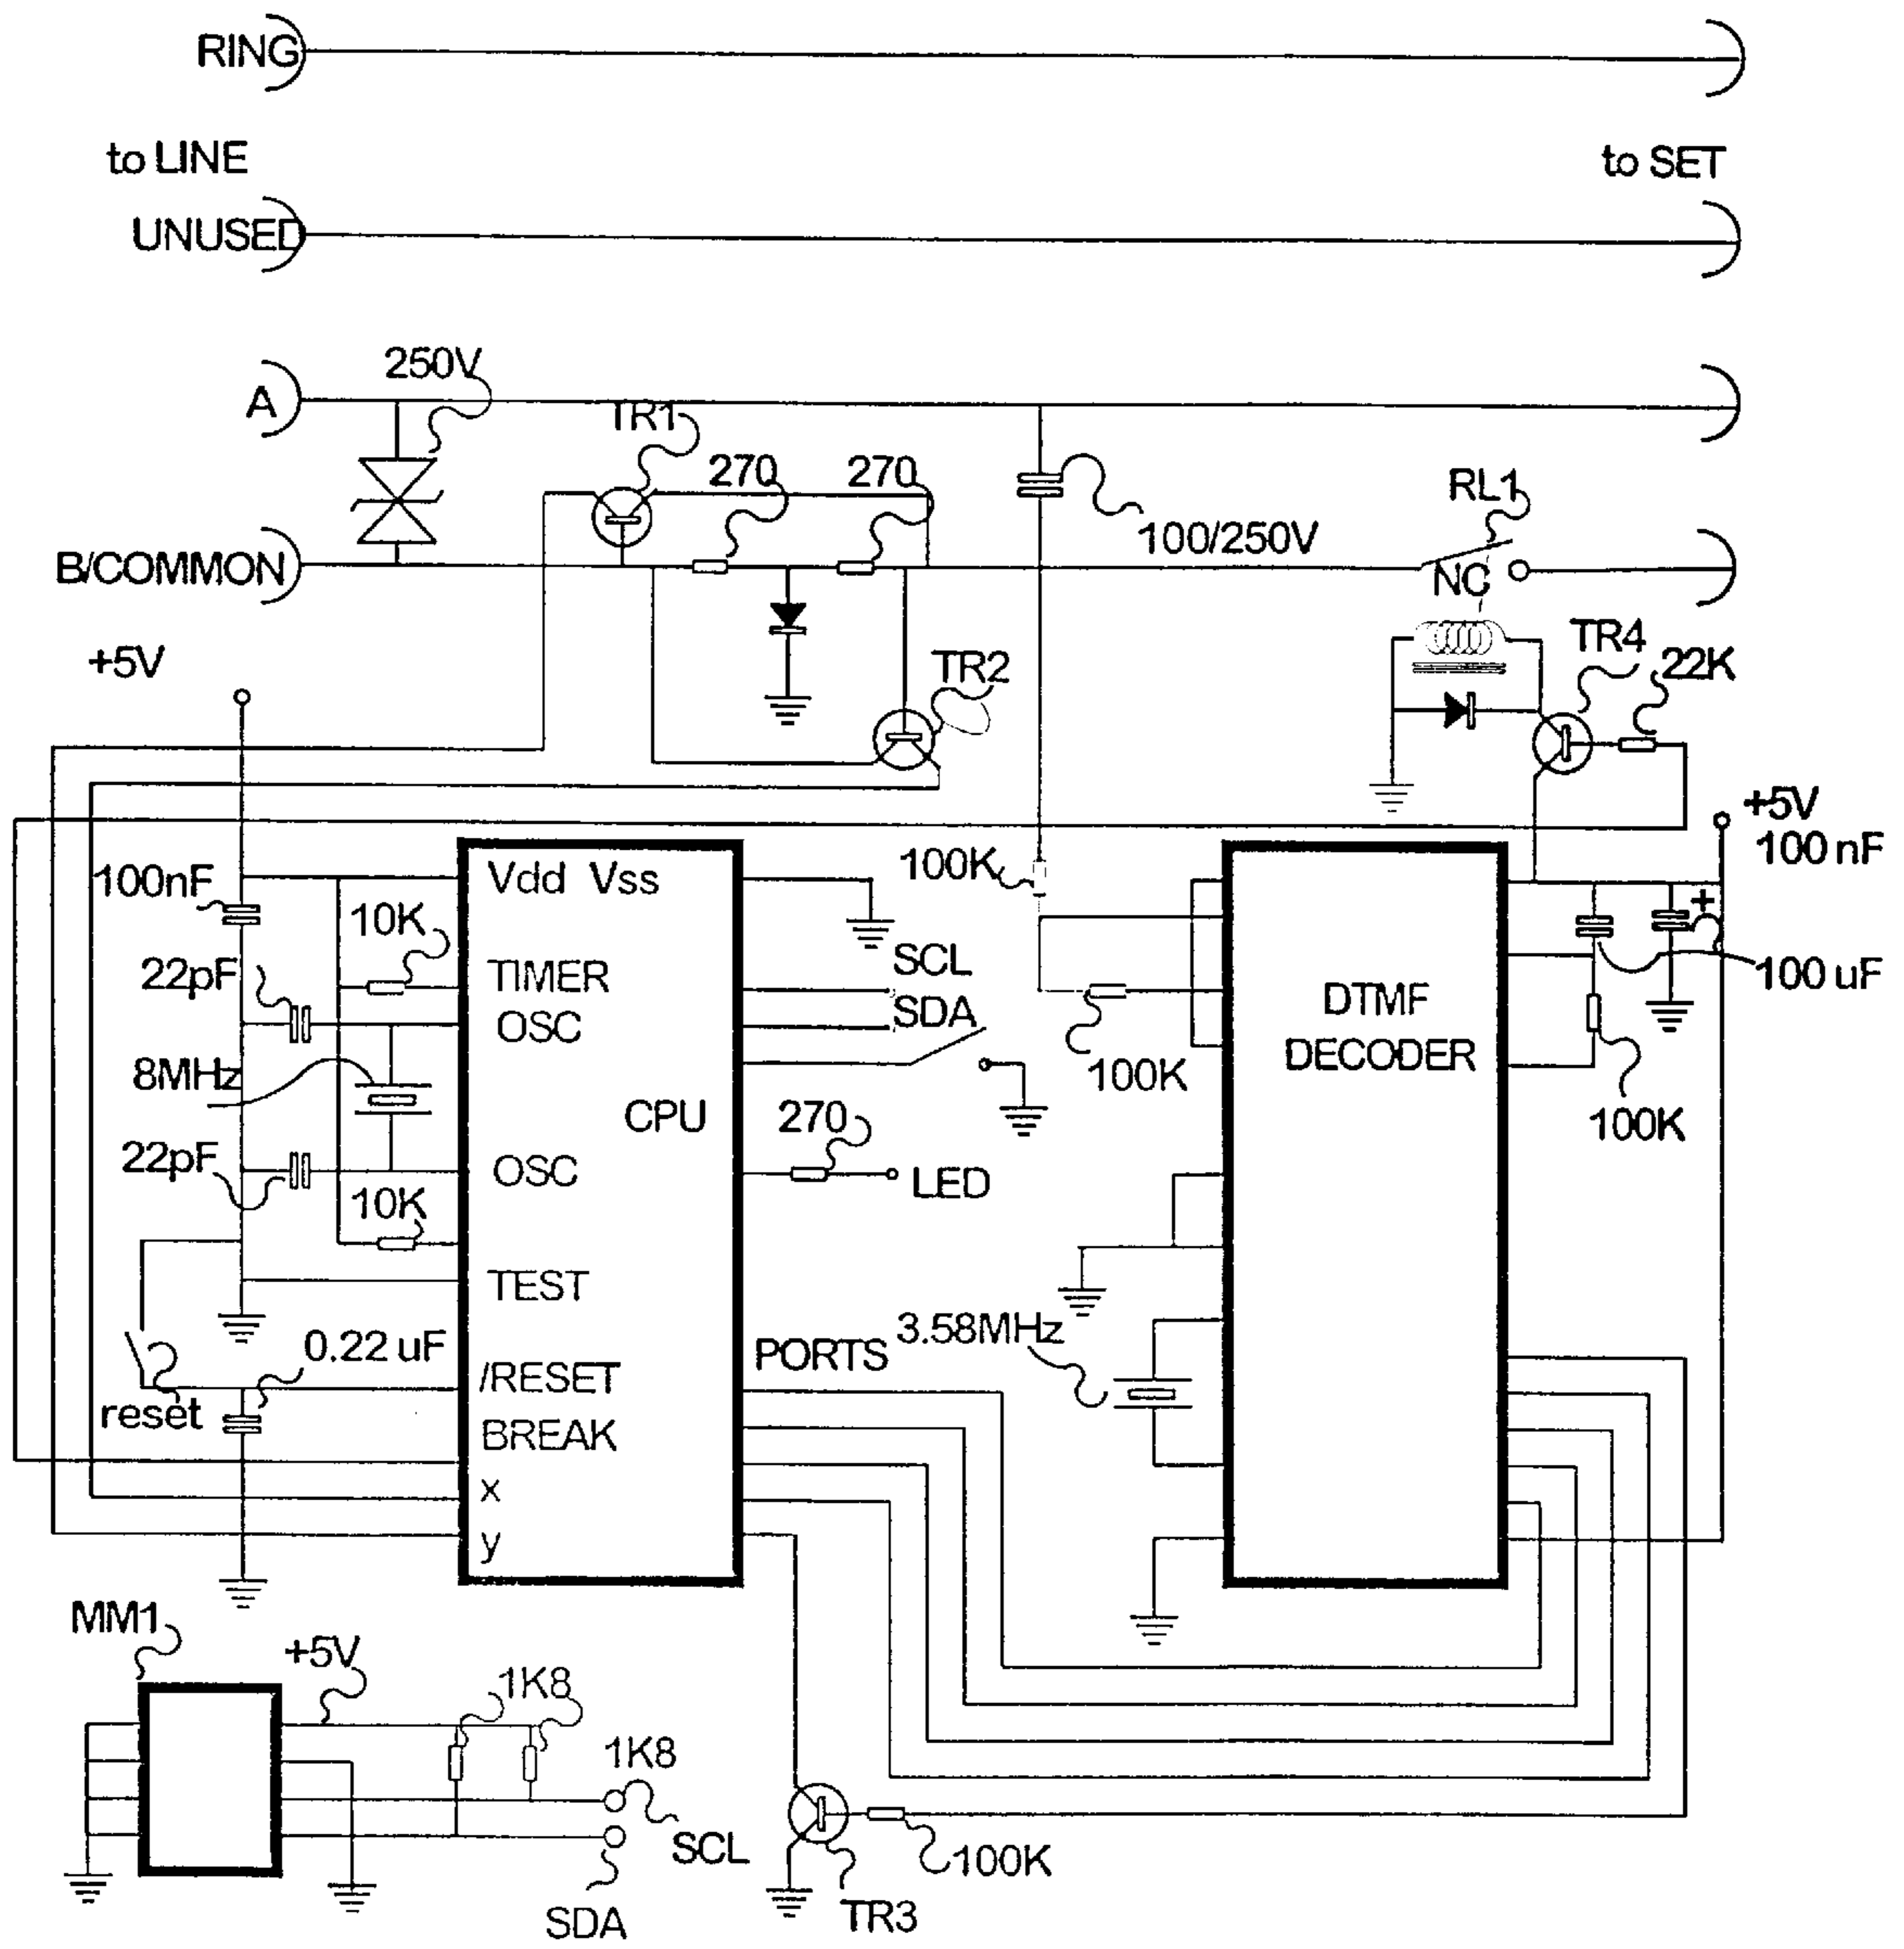 RING
to LINE
to SET
UNUSED
250V
A
TR1
270
270
RL1
100/250V
B/COMMON
NC
+5V
TR2
TR4
22K
+5V
100 nF
100nF
Vdd Vss
100K
10K
SCL
22pF
TIMER
SDA
DTMF
100 uF
OSC
DECODER
8MHz
100K
CPU
270
100K
22pF
OSC
LED
10K
TEST
3.58MHz
0.22 uF
PORTS
/RESET
reset
BREAK
x
y
MM1
+5V
1K8
1K8
SCL
100K
SDA
TR3
+